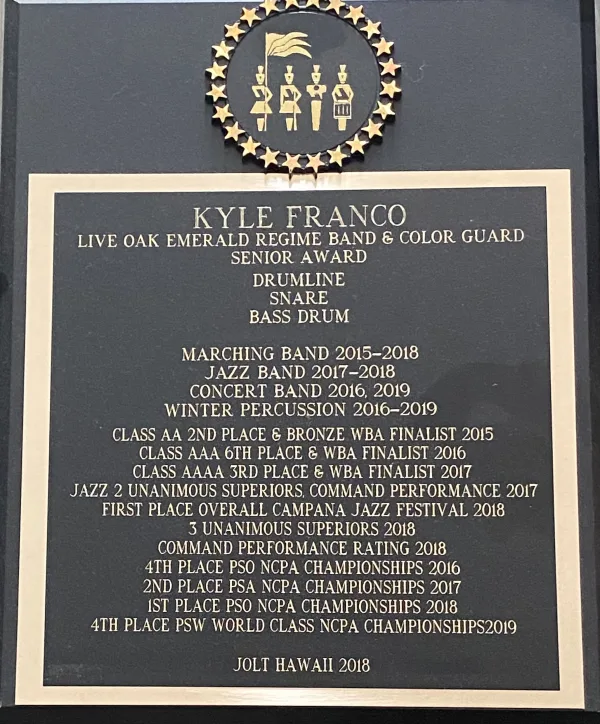 KYLE FRANCO
LIVE OAK EMERALD REGIME BAND & COLOR GUARD
SENIOR AWARD
DRUMLINE
SNARE
BASS DRUM
MARCHING BAND 2015-2018
JAZZ BAND 2017-2018
CONCERT BAND 2016, 2019
WINTER PERCUSSION 2016-2019
CLASS AA 2ND PLACE & BRONZE WBA FINALIST 2015
CLASS AAA 6TH PLACE & WBA FINALIST 2016
CLASS AAAA 3RD PLACE & WBA FINALIST 2017
JAZZ 2 UNANIMOUS SUPERIORS, COMMAND PERFORMANCE 2017
FIRST PLACE OVERALL CAMPANA JAZZ FESTIVAL 2018
3 UNANIMOUS SUPERIORS 2018
COMMAND PERFORMANCE RATING 2018
4TH PLACE PSO NCPA CHAMPIONSHIPS 2016
2ND PLACE PSA NCPA CHAMPIONSHIPS 2017
1ST PLACE PSO NCPA CHAMPIONSHIPS 2018
4TH PLACE PSW WORLD CLASS NCPA CHAMPIONSHIPS2019
JOLT HAWAII 2018